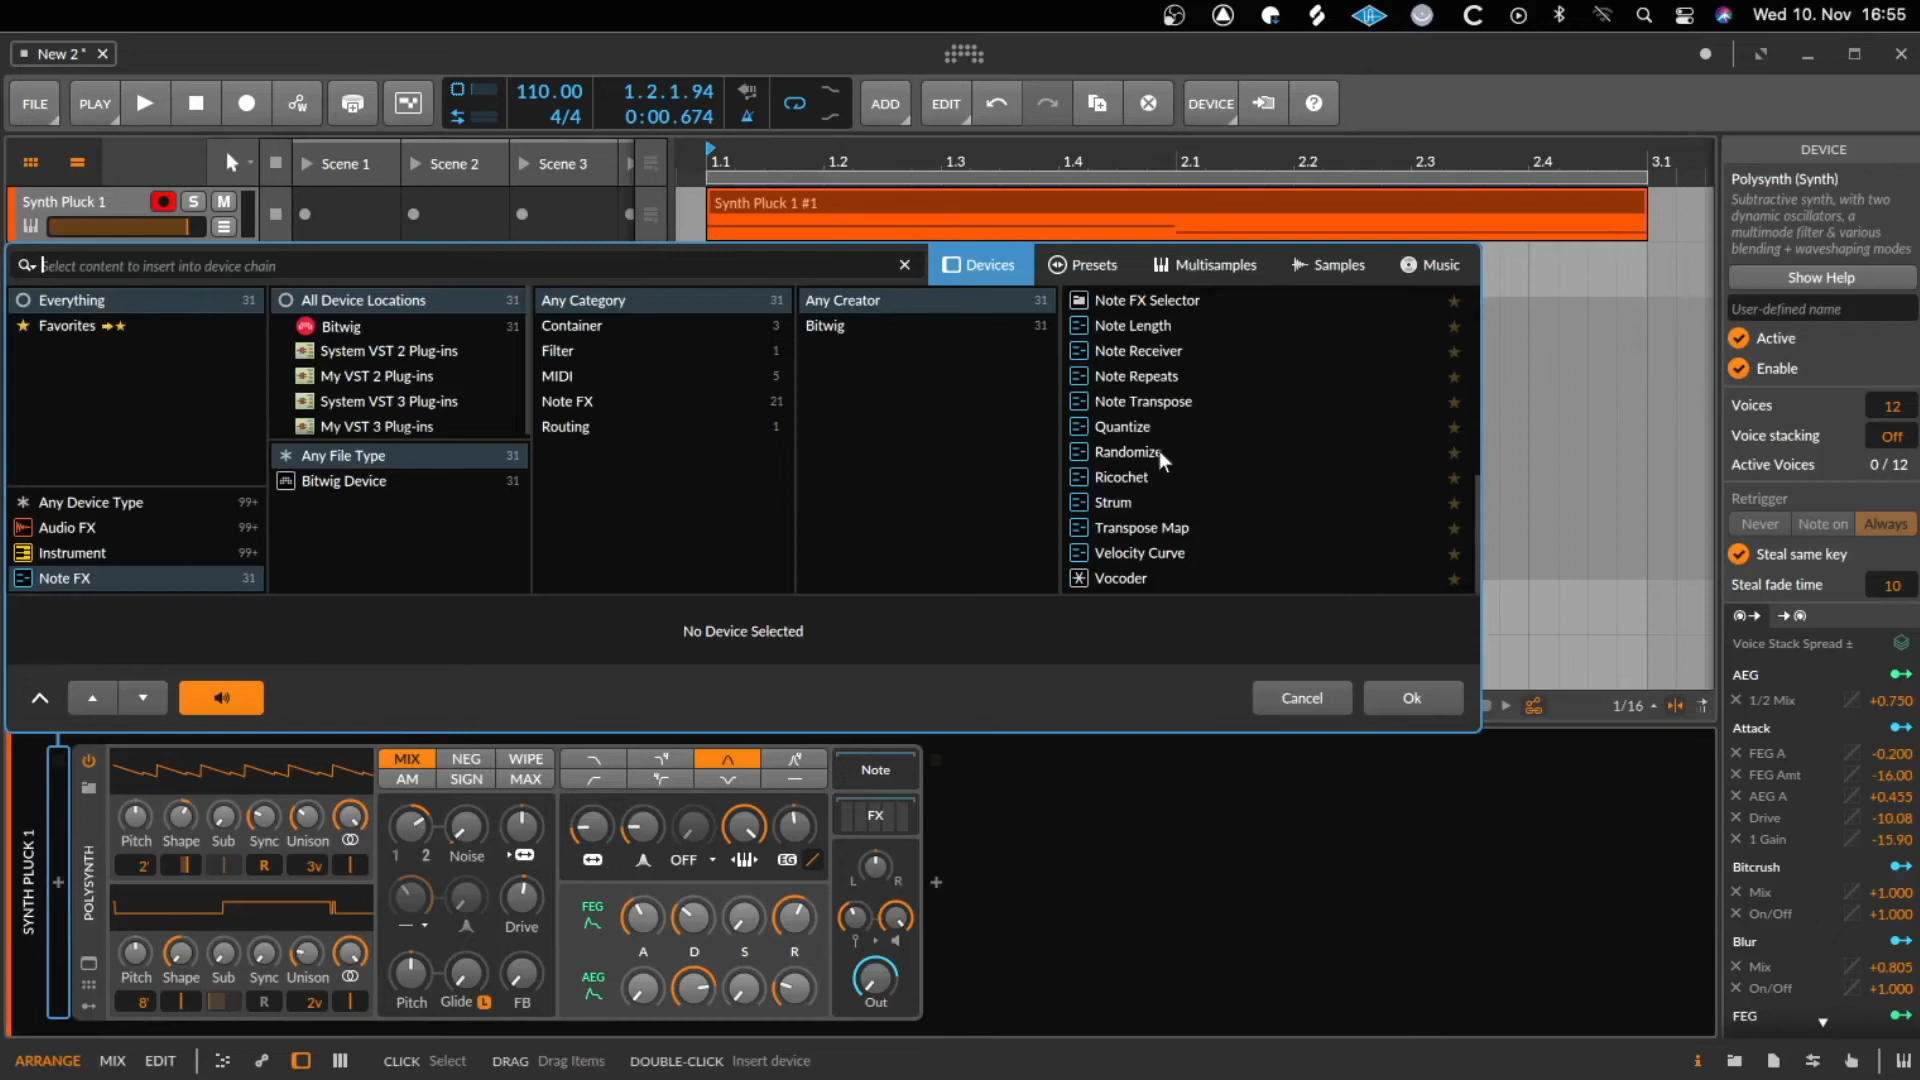 Wed 10. Nov 16:55
New 2*
FILE PLAY 110.00 4/4 1.2.1.94 0:00.674 ADD EDIT DEVICE ?
Scene 1 Scene 2 Scene 3 1.1 1.2 1.3 1.4 2.1 2.2 2.3 2.4 3.1
Synth Pluck 1 S M
Synth Pluck 1 #1
Select content to insert into device chain
Devices Presets Multisamples Samples Music
Everything 31
Favorites
Any Device Type 99+
Audio FX 99+
Instrument 99+
Note FX 31
All Device Locations 31
Bitwig 31
System VST 2 Plug-ins
My VST 2 Plug-ins
System VST 3 Plug-ins
My VST 3 Plug-ins
Any File Type 31
Bitwig Device 31
Any Category 31
Container 3
Filter 1
MIDI 5
Note FX 21
Routing 1
Any Creator 31
Bitwig 31
Note FX Selector
Note Length
Note Receiver
Note Repeats
Note Transpose
Quantize
Randomize
Ricochet
Strum
Transpose Map
Velocity Curve
Vocoder
No Device Selected
Cancel Ok
1/16
DEVICE
Polysynth (Synth)
Subtractive synth, with two
dynamic oscillators, a
multimode filter & various
blending + waveshaping modes
Show Help
User-defined name
Active
Enable
Voices 12
Voice stacking Off
Active Voices 0 / 12
Retrigger
Never Note on Always
Steal same key
Steal fade time 10
Voice Stack Spread ±
AEG
1/2 Mix +0.750
Attack
FEG A -0.200
FEG Amt -16.00
AEG A +0.455
Drive -10.08
1 Gain -15.90
Bitcrush
Mix +1.000
On/Off +1.000
Blur
Mix +0.805
On/Off +1.000
FEG
SYNTH PLUCK 1
POLYSYNTH
Pitch Shape Sub Sync Unison
2' R 3v
Pitch Shape Sub Sync Unison
8' R 2v
MIX NEG WIPE
AM SIGN MAX
1 2 Noise
Drive
Pitch Glide L FB
OFF EG
FEG
A D S R
AEG
Note
FX
L R
Out
ARRANGE MIX EDIT CLICK Select DRAG Drag Items DOUBLE-CLICK Insert device